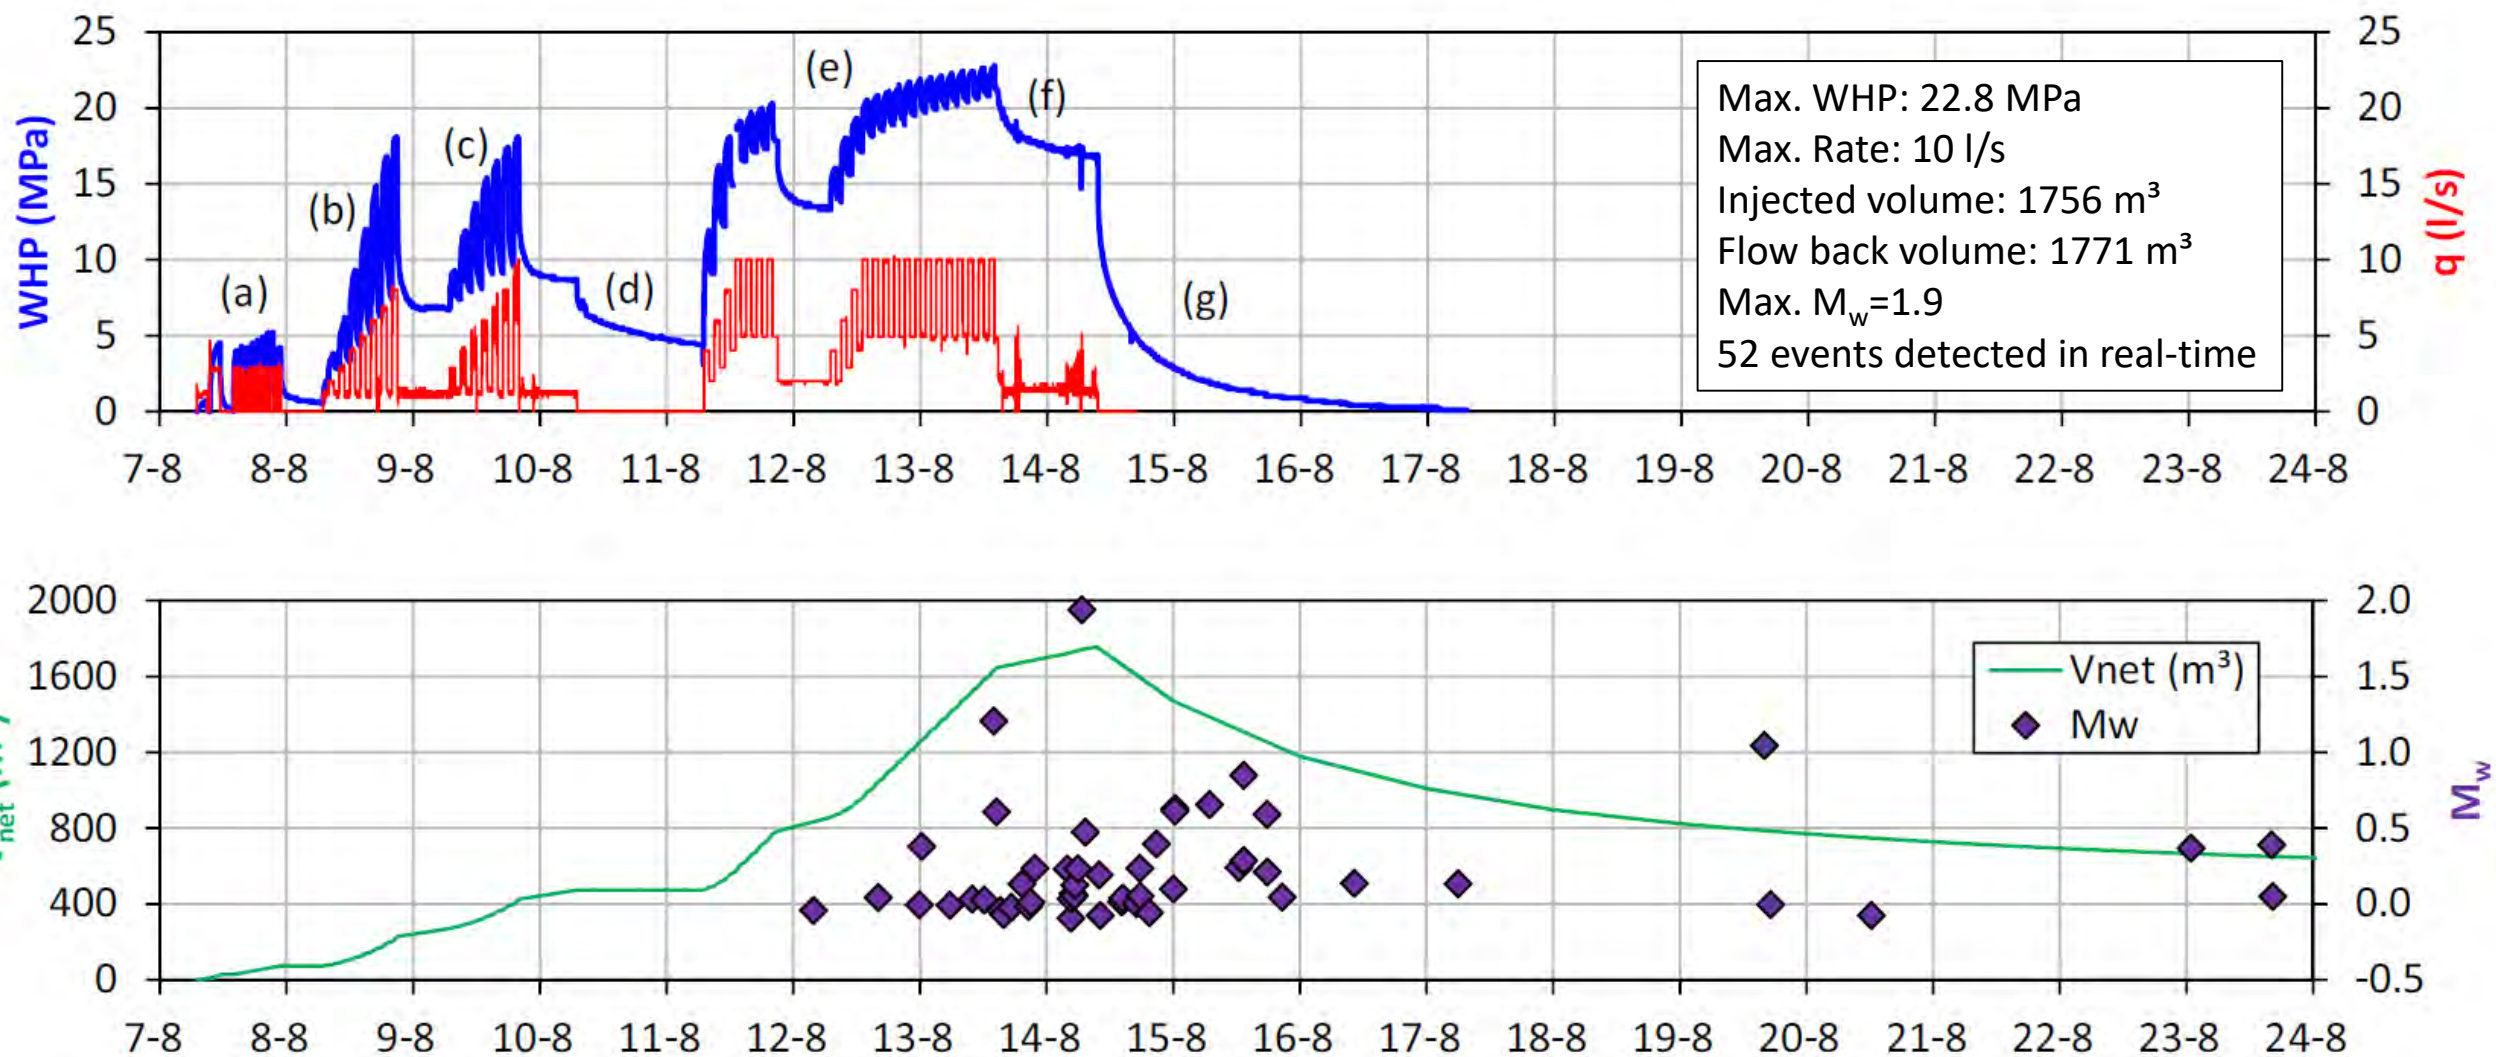 25
20
15
10
5
0
WHP (MPa)
(a)
(b)
(c)
(d)
(e)
(f)
(g)
Max. WHP: 22.8 MPa
Max. Rate: 10 l/s
Injected volume: 1756 m³
Flow back volume: 1771 m³
Max. Mw=1.9
52 events detected in real-time
25
20
15
10
5
0
q (l/s)
7-8 8-8 9-8 10-8 11-8 12-8 13-8 14-8 15-8 16-8 17-8 18-8 19-8 20-8 21-8 22-8 23-8 24-8
2000
1600
1200
800
400
0
net
Vnet (m³)
Mw
2.0
1.5
1.0
0.5
0.0
-0.5
Mw
7-8 8-8 9-8 10-8 11-8 12-8 13-8 14-8 15-8 16-8 17-8 18-8 19-8 20-8 21-8 22-8 23-8 24-8